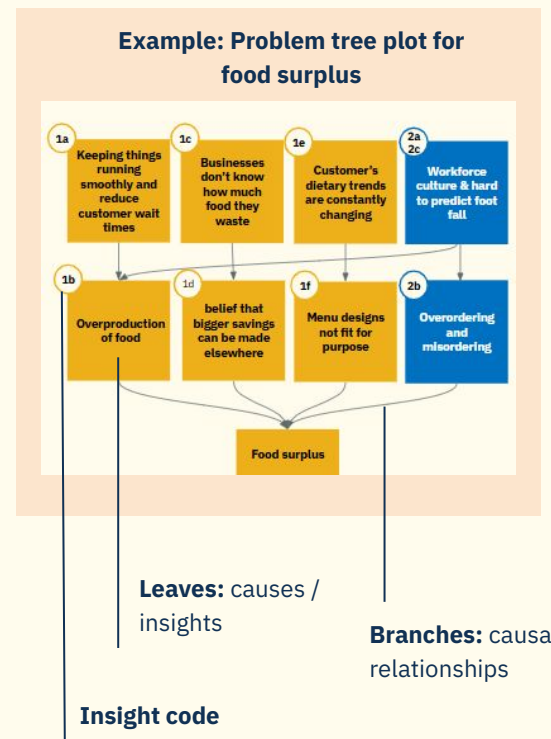 Example: Problem tree plot for
food surplus
1a
Keeping things
running
smoothly and
reduce
customer wait
times
1c
Businesses
don't know
how much
food they
waste
1e
Customer's
dietary trends
are constantly
changing
2a
2c
Workforce
culture & hard
to predict foot
fall
1b
Overproduction
of food
1d
belief that
bigger savings
can be made
elsewhere
1f
Menu designs
not fit for
purpose
2b
Overordering
and
misordering
Food surplus
Leaves: causes /
insights
Branches: causa
relationships
Insight code